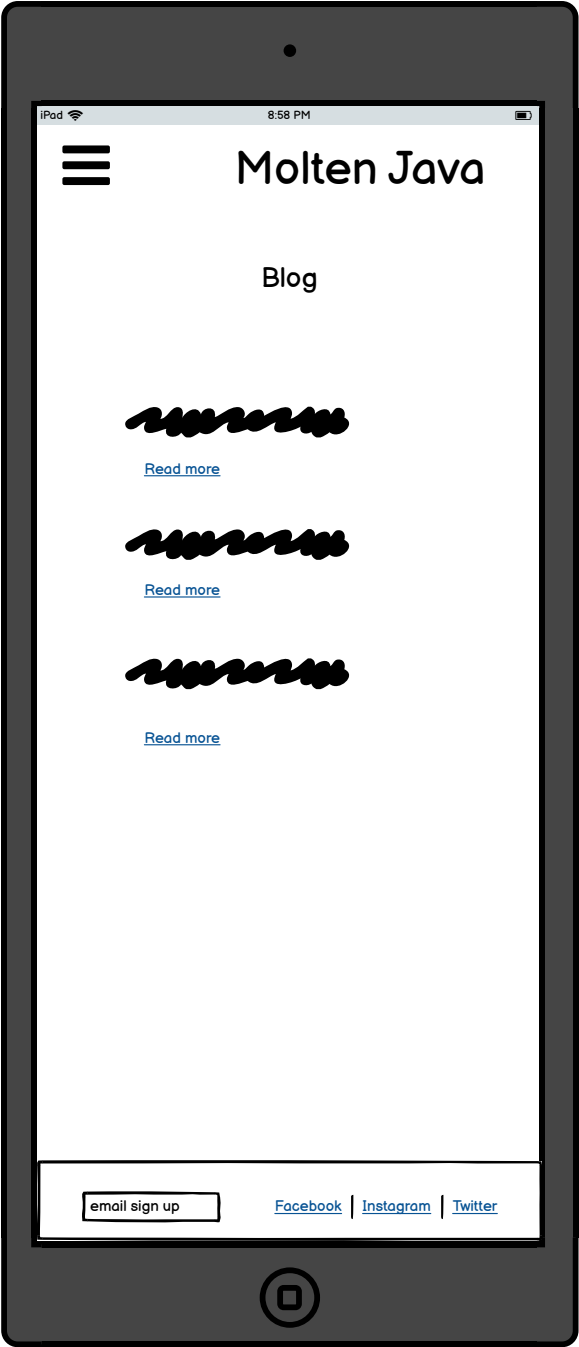 iPad 8:58 PM
Molten Java
Blog
Read more
Read more
Read more
email sign up Facebook Instagram Twitter